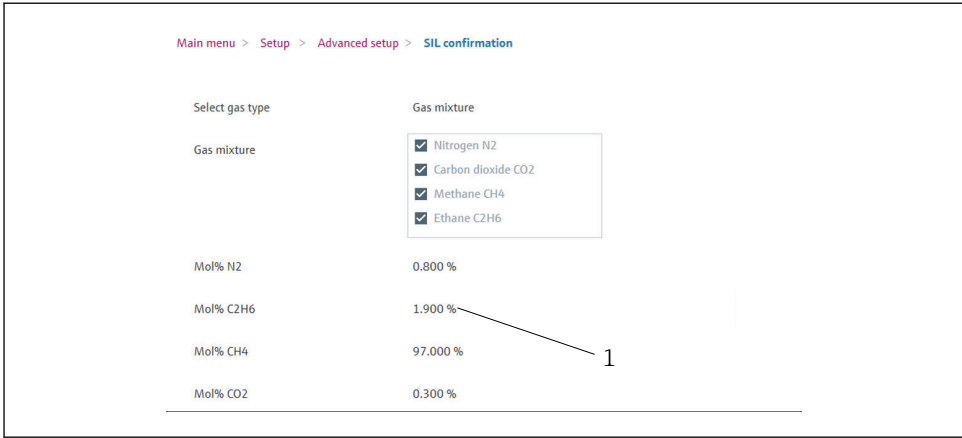 Main menu > Setup > Advanced setup > SIL confirmation
Select gas type Gas mixture
Gas mixture
Nitrogen N2
Carbon dioxide CO2
Methane CH4
Ethane C2H6
Mol% N2 0.800 %
Mol% C2H6 1.900 %
1
Mol% CH4 97.000 %
Mol% CO2 0.300 %